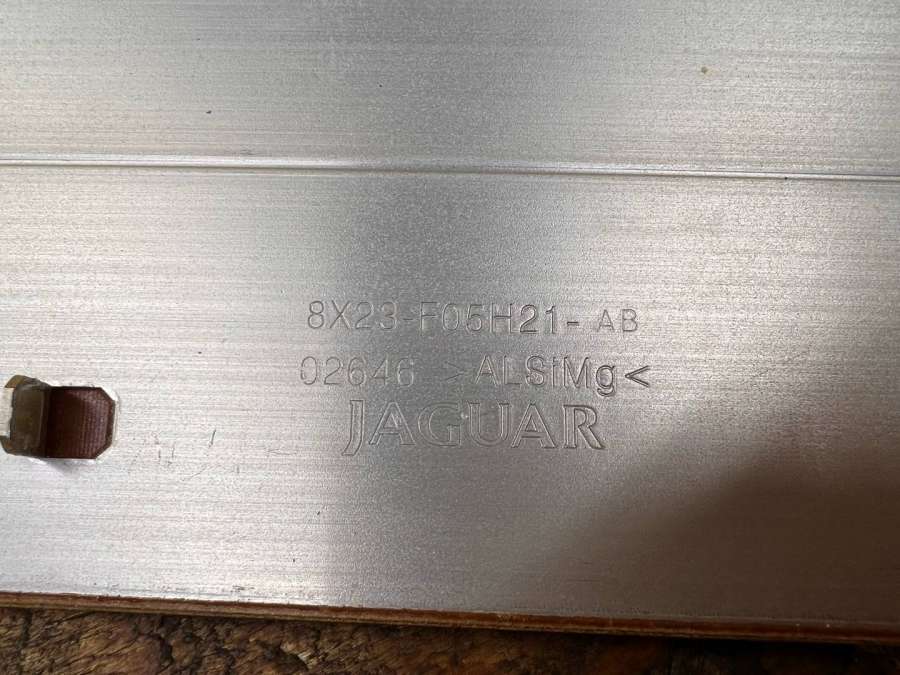 8X23-F05H21-AB
02646 >ALSiMg<
JAGUAR